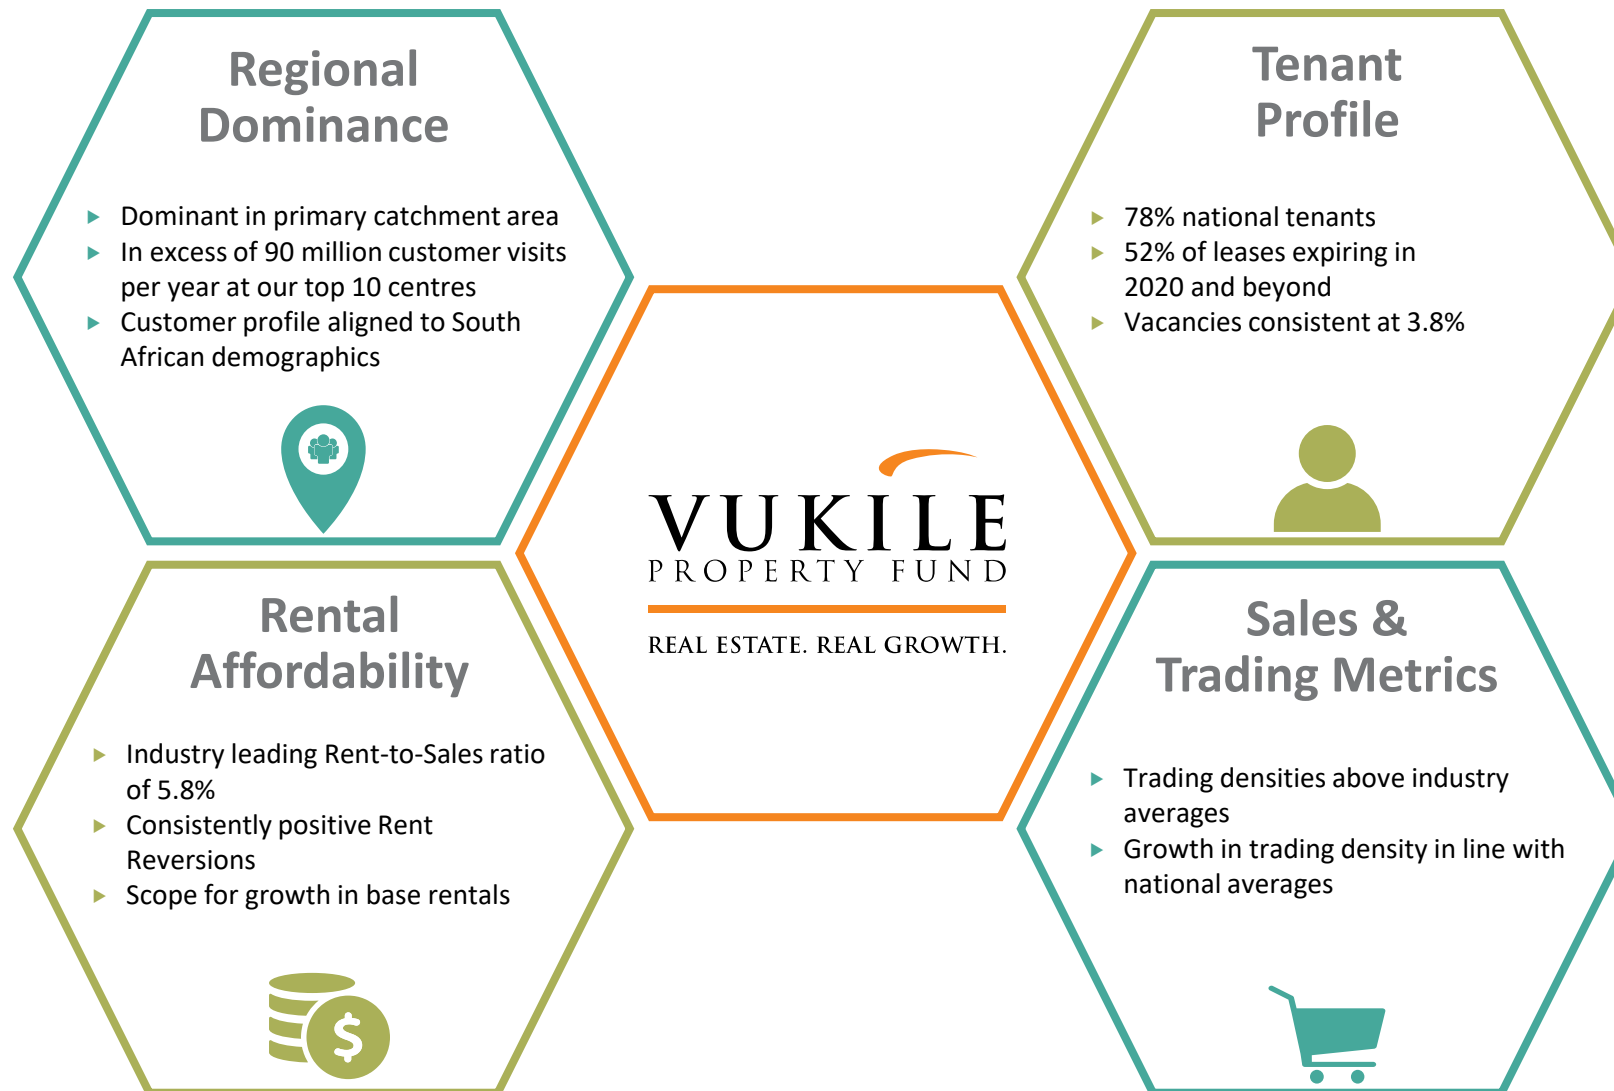 Regional
Dominance
▶ Dominant in primary catchment area
▶ In excess of 90 million customer visits
per year at our top 10 centres
▶ Customer profile aligned to South
African demographics
Tenant
Profile
▶ 78% national tenants
▶ 52% of leases expiring in
2020 and beyond
▶ Vacancies consistent at 3.8%
VUKILE
PROPERTY FUND
REAL ESTATE. REAL GROWTH.
Rental
Affordability
▶ Industry leading Rent-to-Sales ratio
of 5.8%
▶ Consistently positive Rent
Reversions
▶ Scope for growth in base rentals
$
Sales &
Trading Metrics
▶ Trading densities above industry
averages
▶ Growth in trading density in line with
national averages